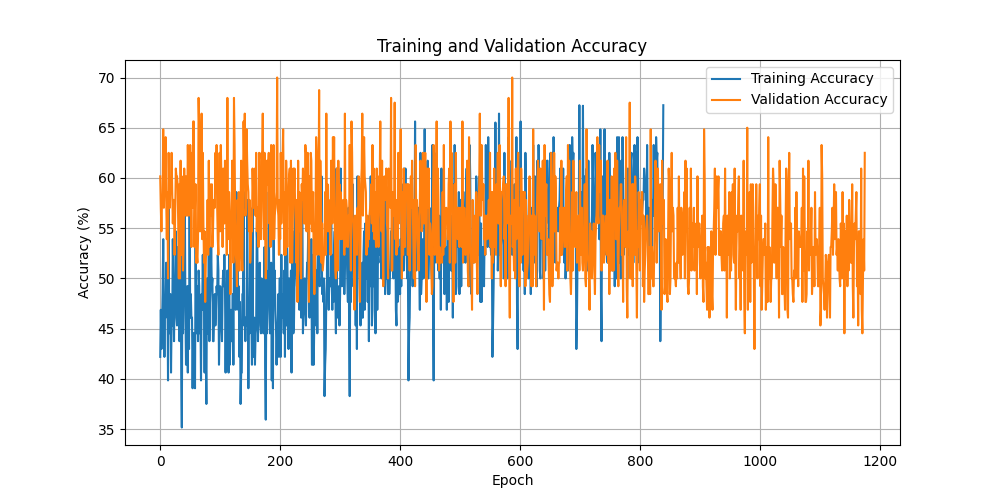 Training and Validation Accuracy
Training Accuracy
Validation Accuracy
Accuracy (%)
70
65
60
55
50
45
40
35
0 200 400 600 800 1000 1200
Epoch